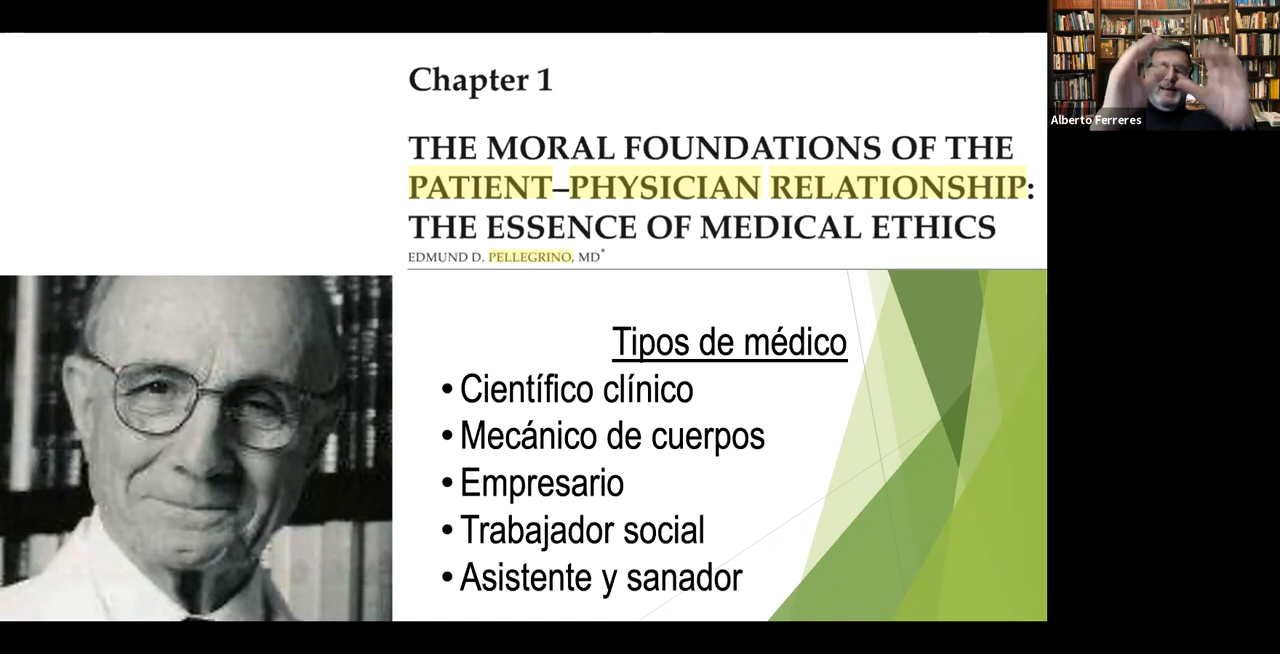 Chapter 1
THE MORAL FOUNDATIONS OF THE
PATIENT–PHYSICIAN RELATIONSHIP:
THE ESSENCE OF MEDICAL ETHICS
EDMUND D. PELLEGRINO, MD*
Tipos de médico
• Científico clínico
• Mecánico de cuerpos
• Empresario
• Trabajador social
• Asistente y sanador
Alberto Ferreres